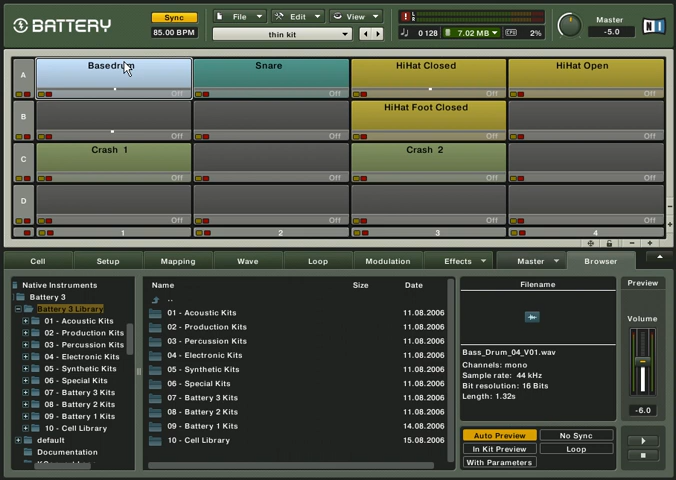 BATTERY
Sync
85.00 BPM
File
Edit
View
thin kit
L
R
0 128
7.02 MB
CPU
2%
Master
-5.0
NI
A
Basedrum
Snare
HiHat Closed
HiHat Open
Off
Off
Off
Off
B
HiHat Foot Closed
Off
Off
Off
Off
C
Crash 1
Crash 2
Off
Off
Off
Off
D
Off
Off
Off
Off
1
2
3
4
Cell
Setup
Mapping
Wave
Loop
Modulation
Effects
Master
Browser
Native Instruments
Battery 3
Battery 3 Library
01 - Acoustic Kits
02 - Production Kits
03 - Percussion Kits
04 - Electronic Kits
05 - Synthetic Kits
06 - Special Kits
07 - Battery 3 Kits
08 - Battery 2 Kits
09 - Battery 1 Kits
10 - Cell Library
default
Documentation
Name
Size
Date
..
01 - Acoustic Kits
11.08.2006
02 - Production Kits
11.08.2006
03 - Percussion Kits
11.08.2006
04 - Electronic Kits
11.08.2006
05 - Synthetic Kits
11.08.2006
06 - Special Kits
11.08.2006
07 - Battery 3 Kits
11.08.2006
08 - Battery 2 Kits
11.08.2006
09 - Battery 1 Kits
14.08.2006
10 - Cell Library
15.08.2006
Filename
Bass_Drum_04_V01.wav
Channels: mono
Sample rate: 44 kHz
Bit resolution: 16 Bits
Length: 1.32s
Auto Preview
No Sync
In Kit Preview
Loop
With Parameters
Preview
Volume
-6.0